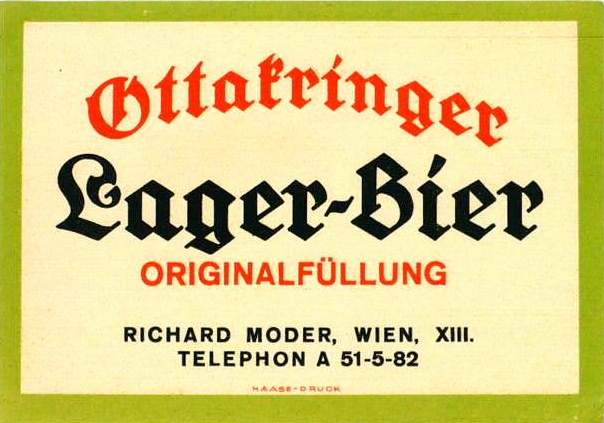 Ottakringer
Lager-Bier
ORIGINALFÜLLUNG
RICHARD MODER, WIEN, XIII.
TELEPHON A 51-5-82
HAASE-DRUCK